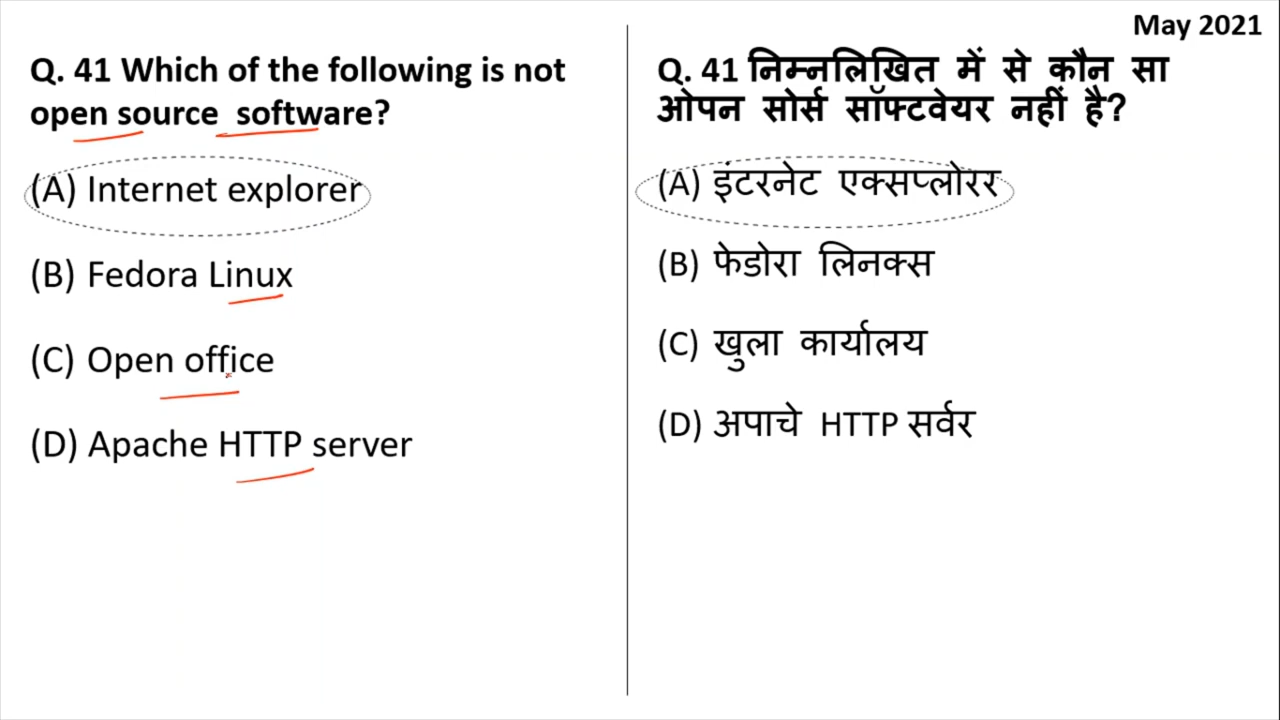 May 2021
Q. 41 Which of the following is not
open source software?
(A) Internet explorer
(B) Fedora Linux
(C) Open office
(D) Apache HTTP server
Q. 41 निम्नलिखित में से कौन सा
ओपन सोर्स सॉफ्टवेयर नहीं है?
(A) इंटरनेट एक्सप्लोरर
(B) फेडोरा लिनक्स
(C) खुला कार्यालय
(D) अपाचे HTTP सर्वर